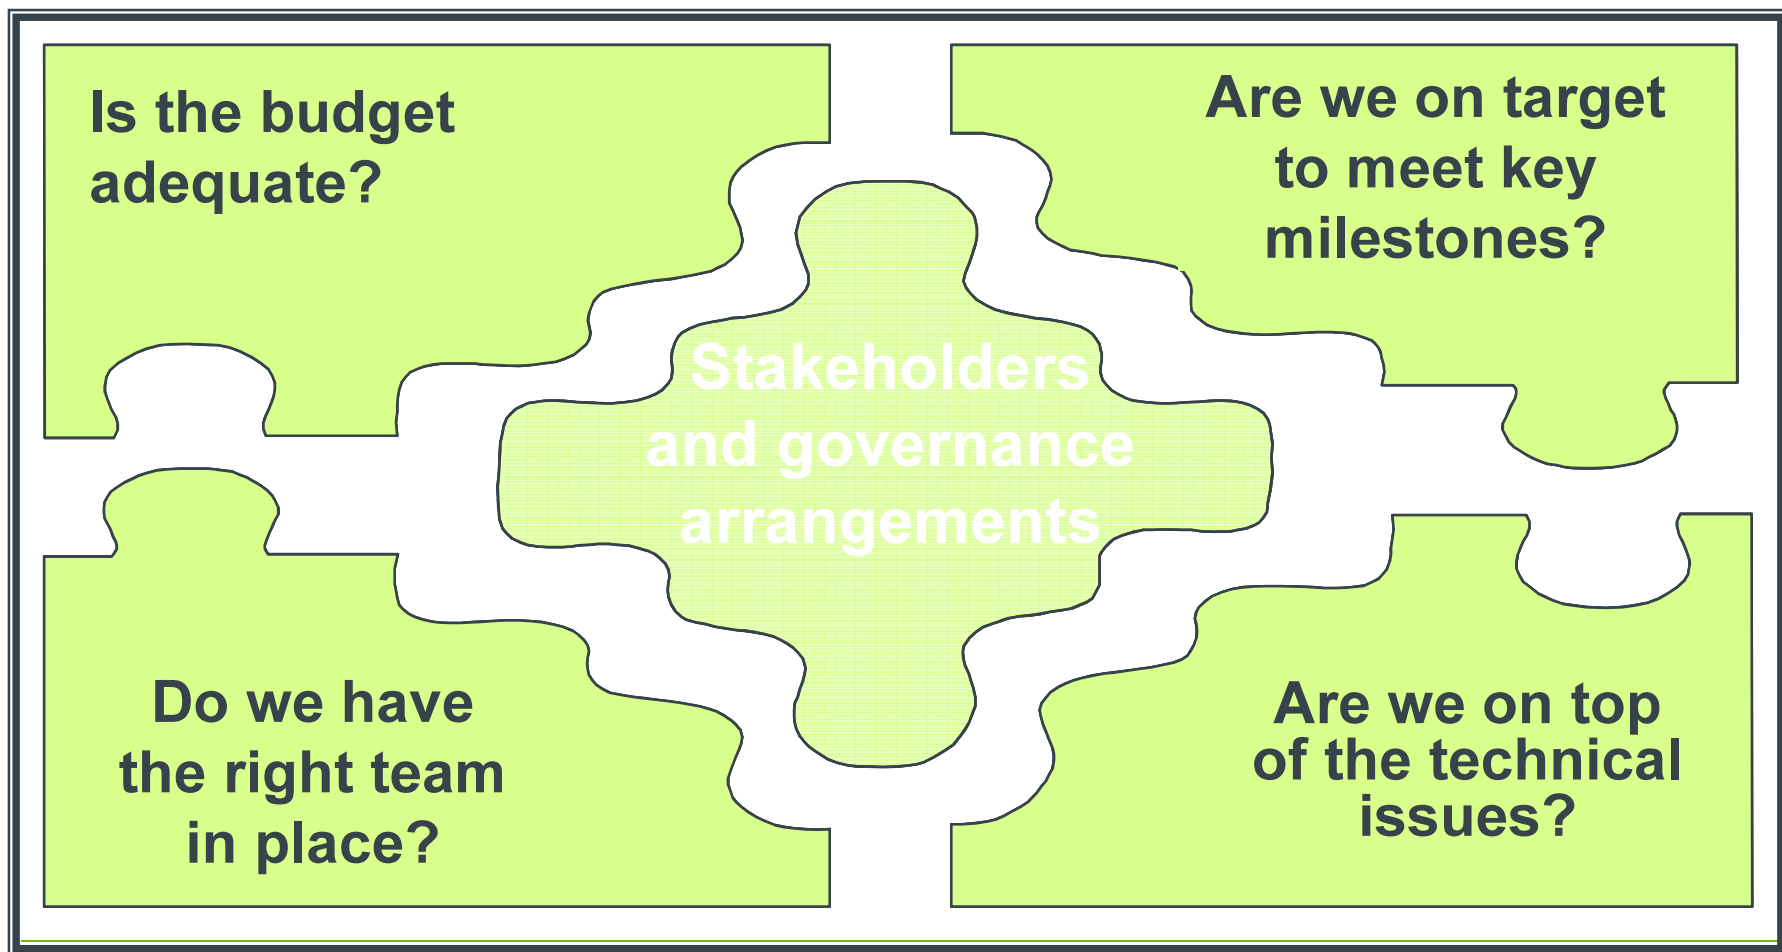 Is the budget
adequate?
Are we on target
to meet key
milestones?
Stakeholders
and governance
arrangements
Do we have
the right team
in place?
Are we on top
of the technical
issues?